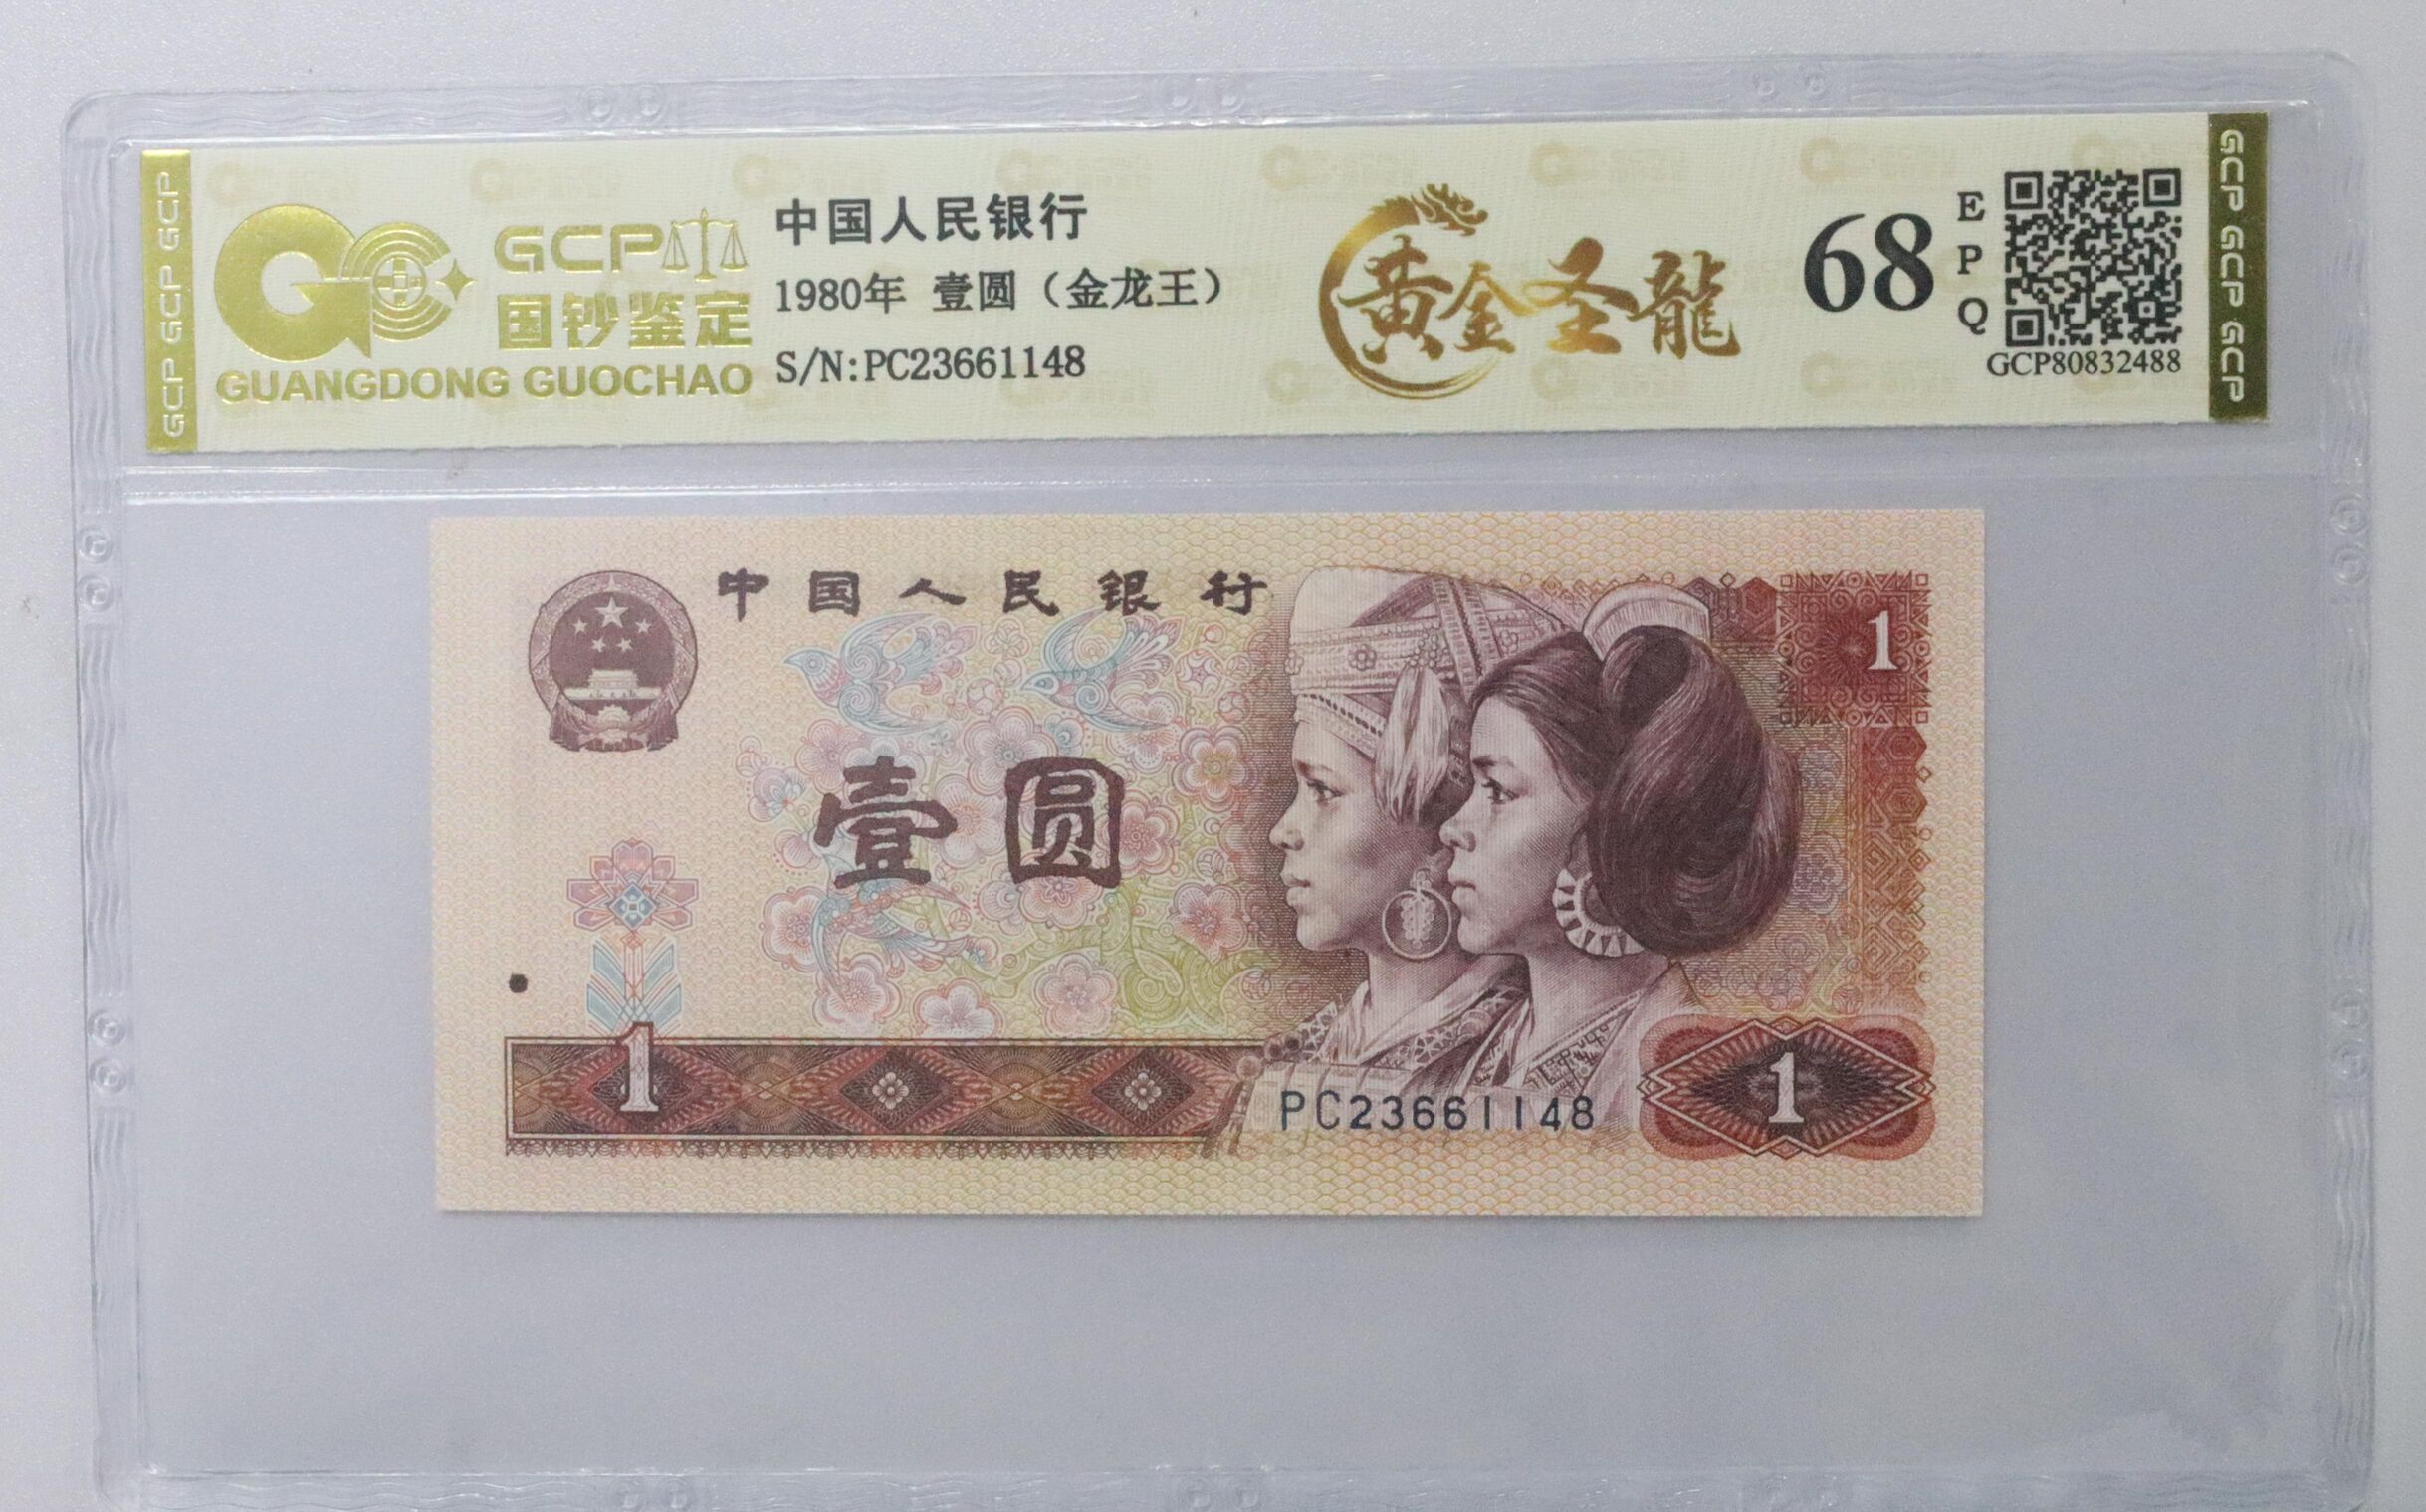 GCP GCP GCP
GCP
国钞鉴定
GUANGDONG GUOCHAO
中国人民银行
1980年 壹圆（金龙王）
S/N:PC23661148
黄金圣龍
68
E
P
Q
GCP80832488
GCP GCP GCP
中国人民银行
1
壹圆
1
PC23661148
1